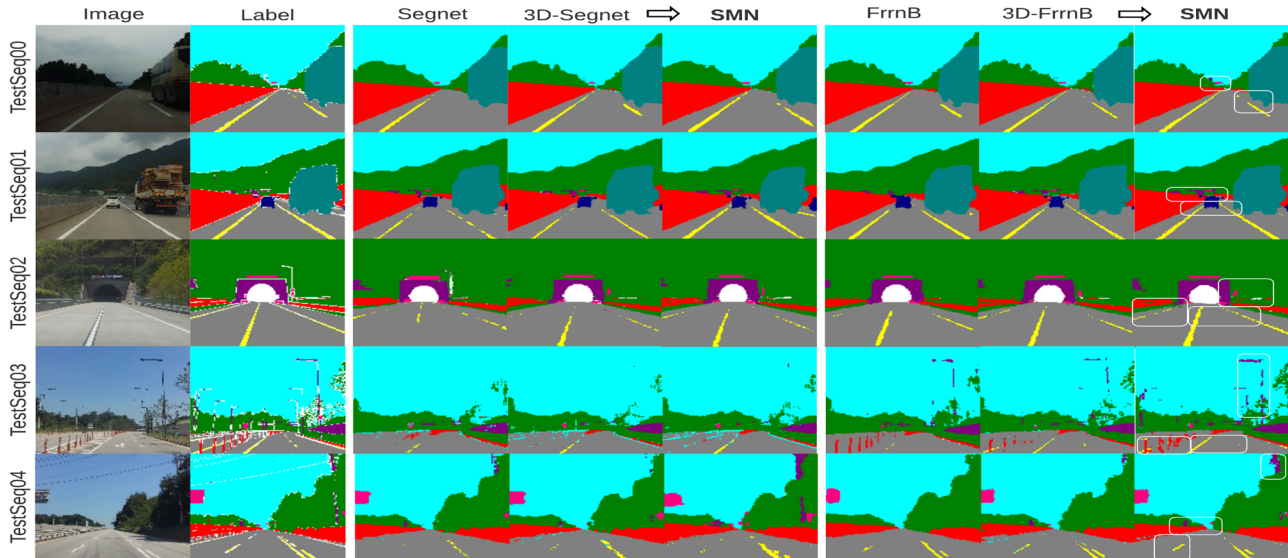 Image Label Segnet 3D-Segnet SMN FrrnB 3D-FrrnB SMN
TestSeq00
TestSeq01
TestSeq02
TestSeq03
TestSeq04